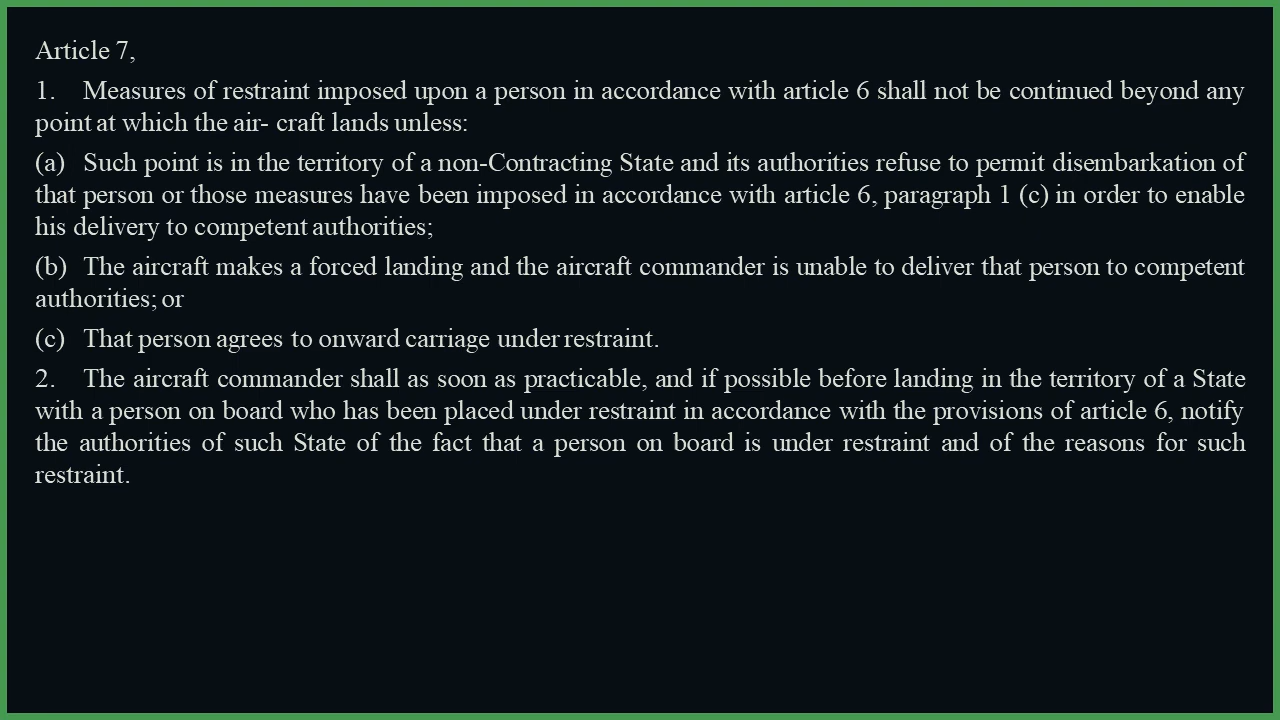 Article 7,
1. Measures of restraint imposed upon a person in accordance with article 6 shall not be continued beyond any
point at which the air- craft lands unless:
(a) Such point is in the territory of a non-Contracting State and its authorities refuse to permit disembarkation of
that person or those measures have been imposed in accordance with article 6, paragraph 1 (c) in order to enable
his delivery to competent authorities;
(b) The aircraft makes a forced landing and the aircraft commander is unable to deliver that person to competent
authorities; or
(c) That person agrees to onward carriage under restraint.
2. The aircraft commander shall as soon as practicable, and if possible before landing in the territory of a State
with a person on board who has been placed under restraint in accordance with the provisions of article 6, notify
the authorities of such State of the fact that a person on board is under restraint and of the reasons for such
restraint.